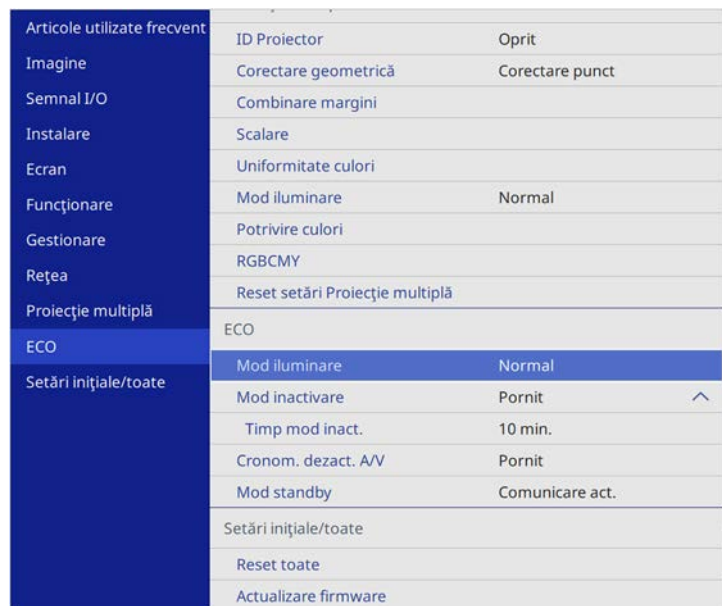 Articole utilizate frecvent
Imagine
Semnal I/O
Instalare
Ecran
Funcţionare
Gestionare
Reţea
Proiecţie multiplă
ECO
Setări iniţiale/toate
ID Proiector Oprit
Corectare geometrică Corectare punct
Combinare margini
Scalare
Uniformitate culori
Mod iluminare Normal
Potrivire culori
RGBCMY
Reset setări Proiecţie multiplă
ECO
Mod iluminare Normal
Mod inactivare Pornit
Timp mod inact. 10 min.
Cronom. dezact. A/V Pornit
Mod standby Comunicare act.
Setări iniţiale/toate
Reset toate
Actualizare firmware